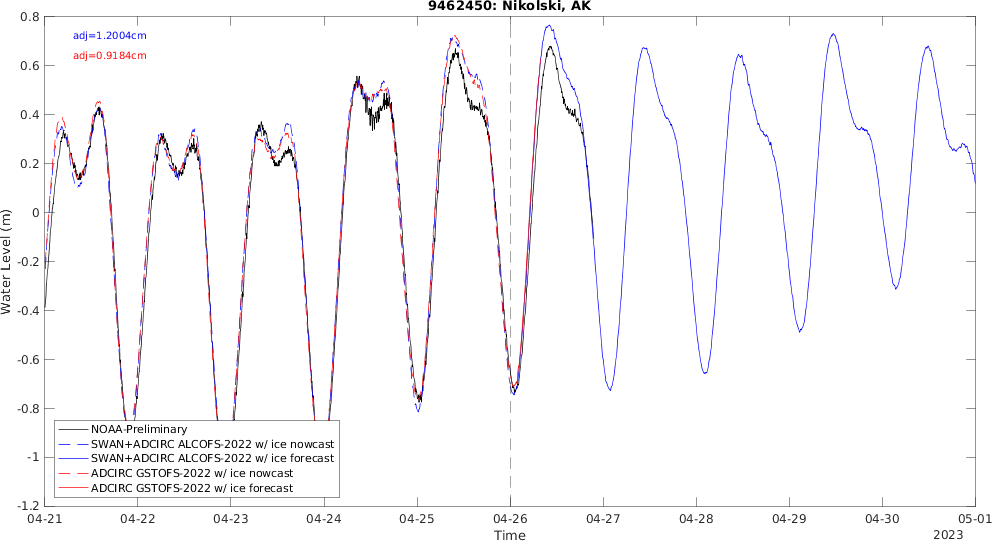 9462450: Nikolski, AK
adj=1.2004cm
adj=0.9184cm
0.8
0.6
0.4
0.2
0
-0.2
-0.4
-0.6
-0.8
-1
-1.2
Water Level (m)
NOAA-Preliminary
SWAN+ADCIRC ALCOFS-2022 w/ ice nowcast
SWAN+ADCIRC ALCOFS-2022 w/ ice forecast
ADCIRC GSTOFS-2022 w/ ice nowcast
ADCIRC GSTOFS-2022 w/ ice forecast
04-21 04-22 04-23 04-24 04-25 04-26 04-27 04-28 04-29 04-30 05-01
Time
2023